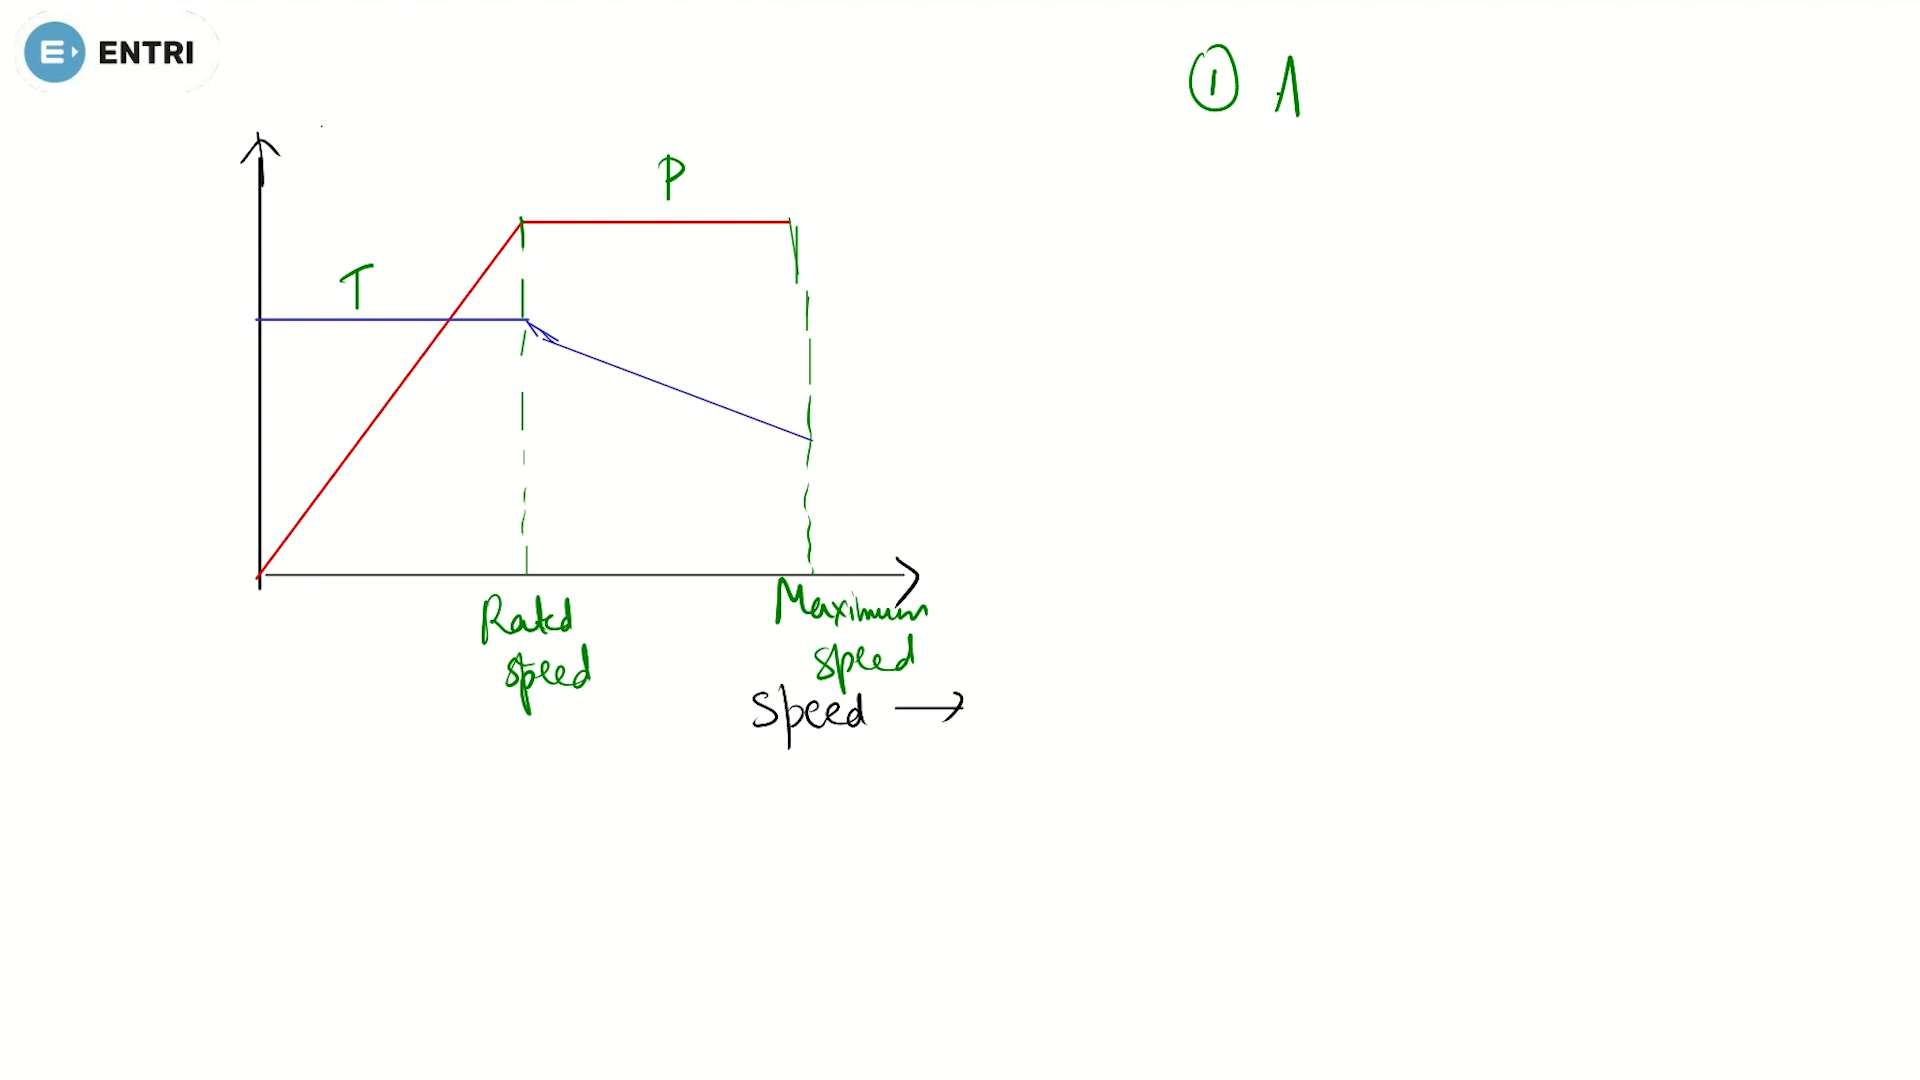 ENTRI
① A
P
T
Rated
speed
Maximum
speed
Speed →